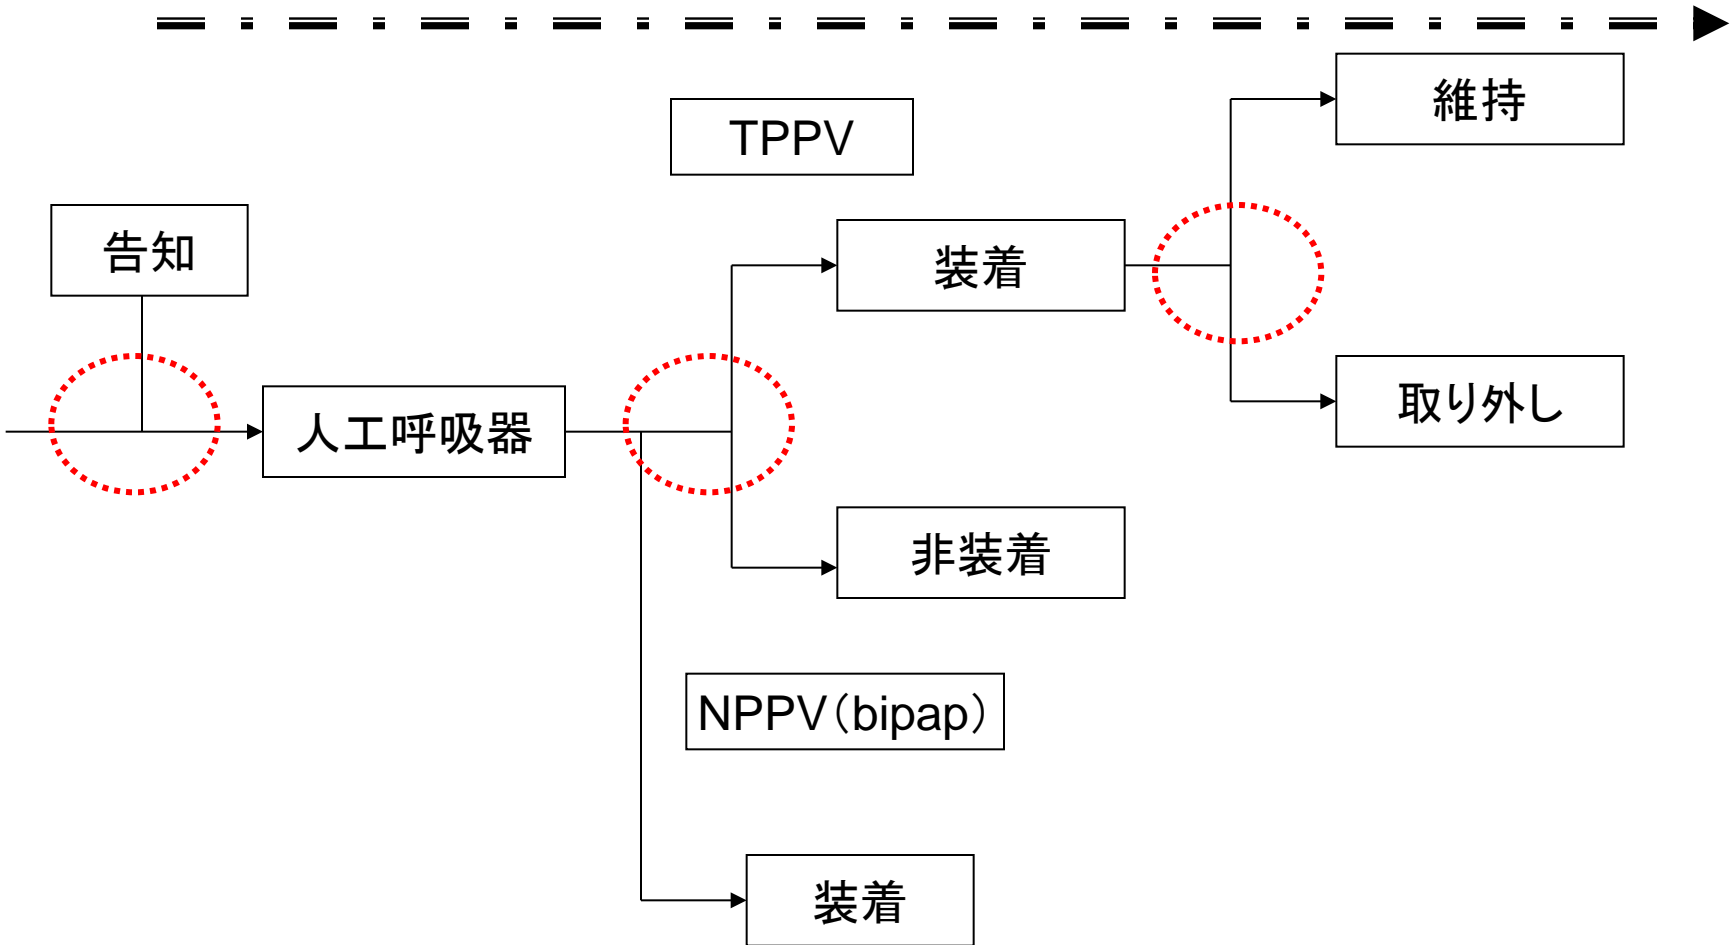 維持
TPPV
告知
装着
人工呼吸器
取り外し
非装着
NPPV（bipap）
装着